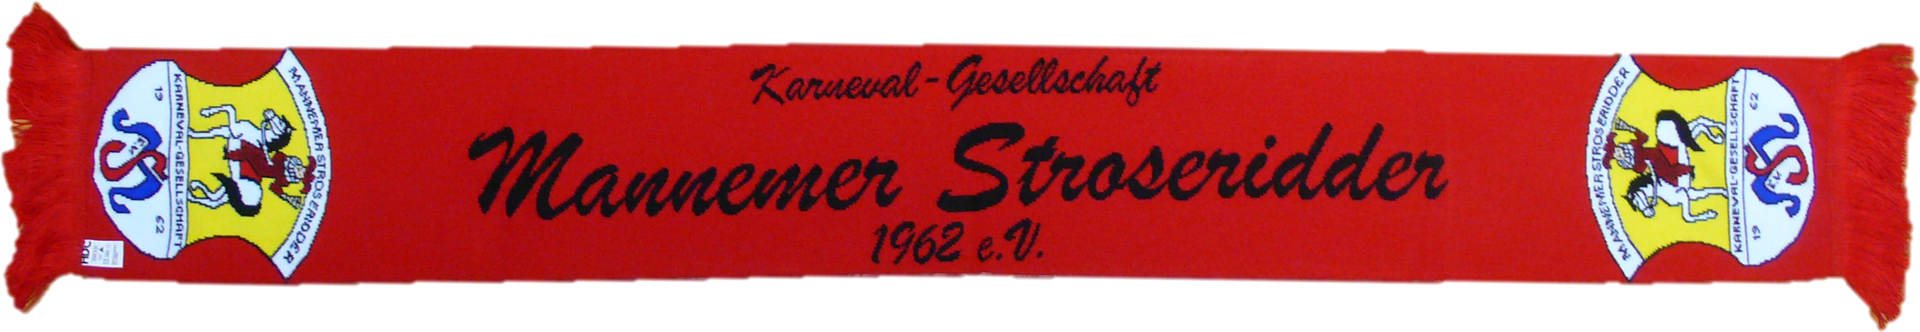 Karneval-Gesellschaft
Mannemer Stroseridder
1962 e.V.
MANNEMER STROSERIDDER
KARNEVAL-GESELLSCHAFT
19 62
MANNEMER STROSERIDDER
KARNEVAL-GESELLSCHAFT
19 62